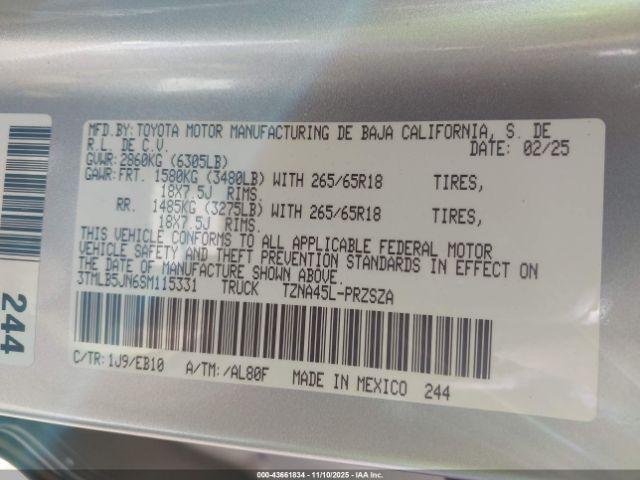 MFD.BY:TOYOTA MOTOR MANUFACTURING DE BAJA CALIFORNIA, S. DE
R.L. DE C.V. DATE: 02/25
GVWR:2860KG (6305LB)
GAWR:FRT. 1580KG (3480LB) WITH 265/65R18 TIRES,
18X7.5J RIMS.
RR. 1485KG (3275LB) WITH 265/65R18 TIRES,
18X7.5J RIMS.
THIS VEHICLE CONFORMS TO ALL APPLICABLE FEDERAL MOTOR
VEHICLE SAFETY AND THEFT PREVENTION STANDARDS IN EFFECT ON
THE DATE OF MANUFACTURE SHOWN ABOVE.
3TMLB5JN6SM115331 TRUCK TZNA45L-PRZSZA
C/TR:1J9/EB10 A/TM:/AL80F MADE IN MEXICO 244
244
© 43661834 - 11/10/2025 - IAAI.COM